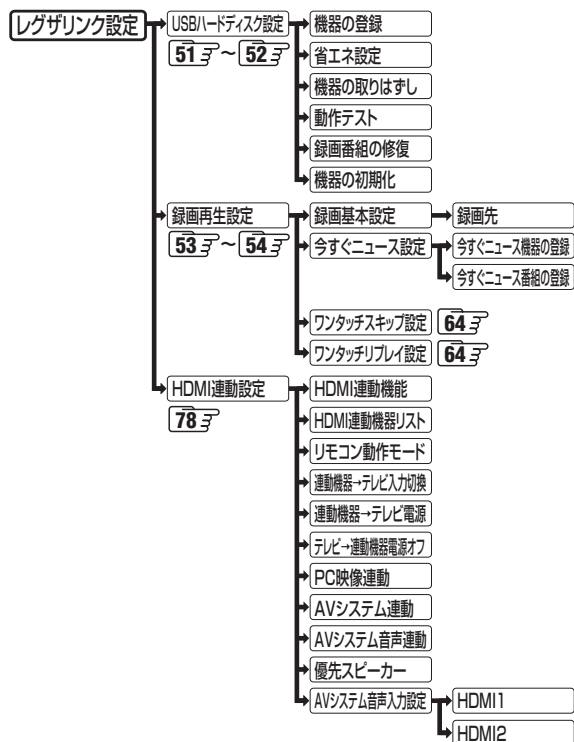 レグザリンク設定
USBハードディスク設定
51 ~ 52
機器の登録
省エネ設定
機器の取りはずし
動作テスト
録画番組の修復
機器の初期化
録画再生設定
53 ~ 54
録画基本設定
録画先
今すぐニュース設定
今すぐニュース機器の登録
今すぐニュース番組の登録
ワンタッチスキップ設定 64
ワンタッチリプレイ設定 64
HDMI連動設定
78
HDMI連動機能
HDMI連動機器リスト
リモコン動作モード
連動機器→テレビ入力切換
連動機器→テレビ電源
テレビ→連動機器電源オフ
PC映像連動
AVシステム連動
AVシステム音声連動
優先スピーカー
AVシステム音声入力設定
HDMI1
HDMI2